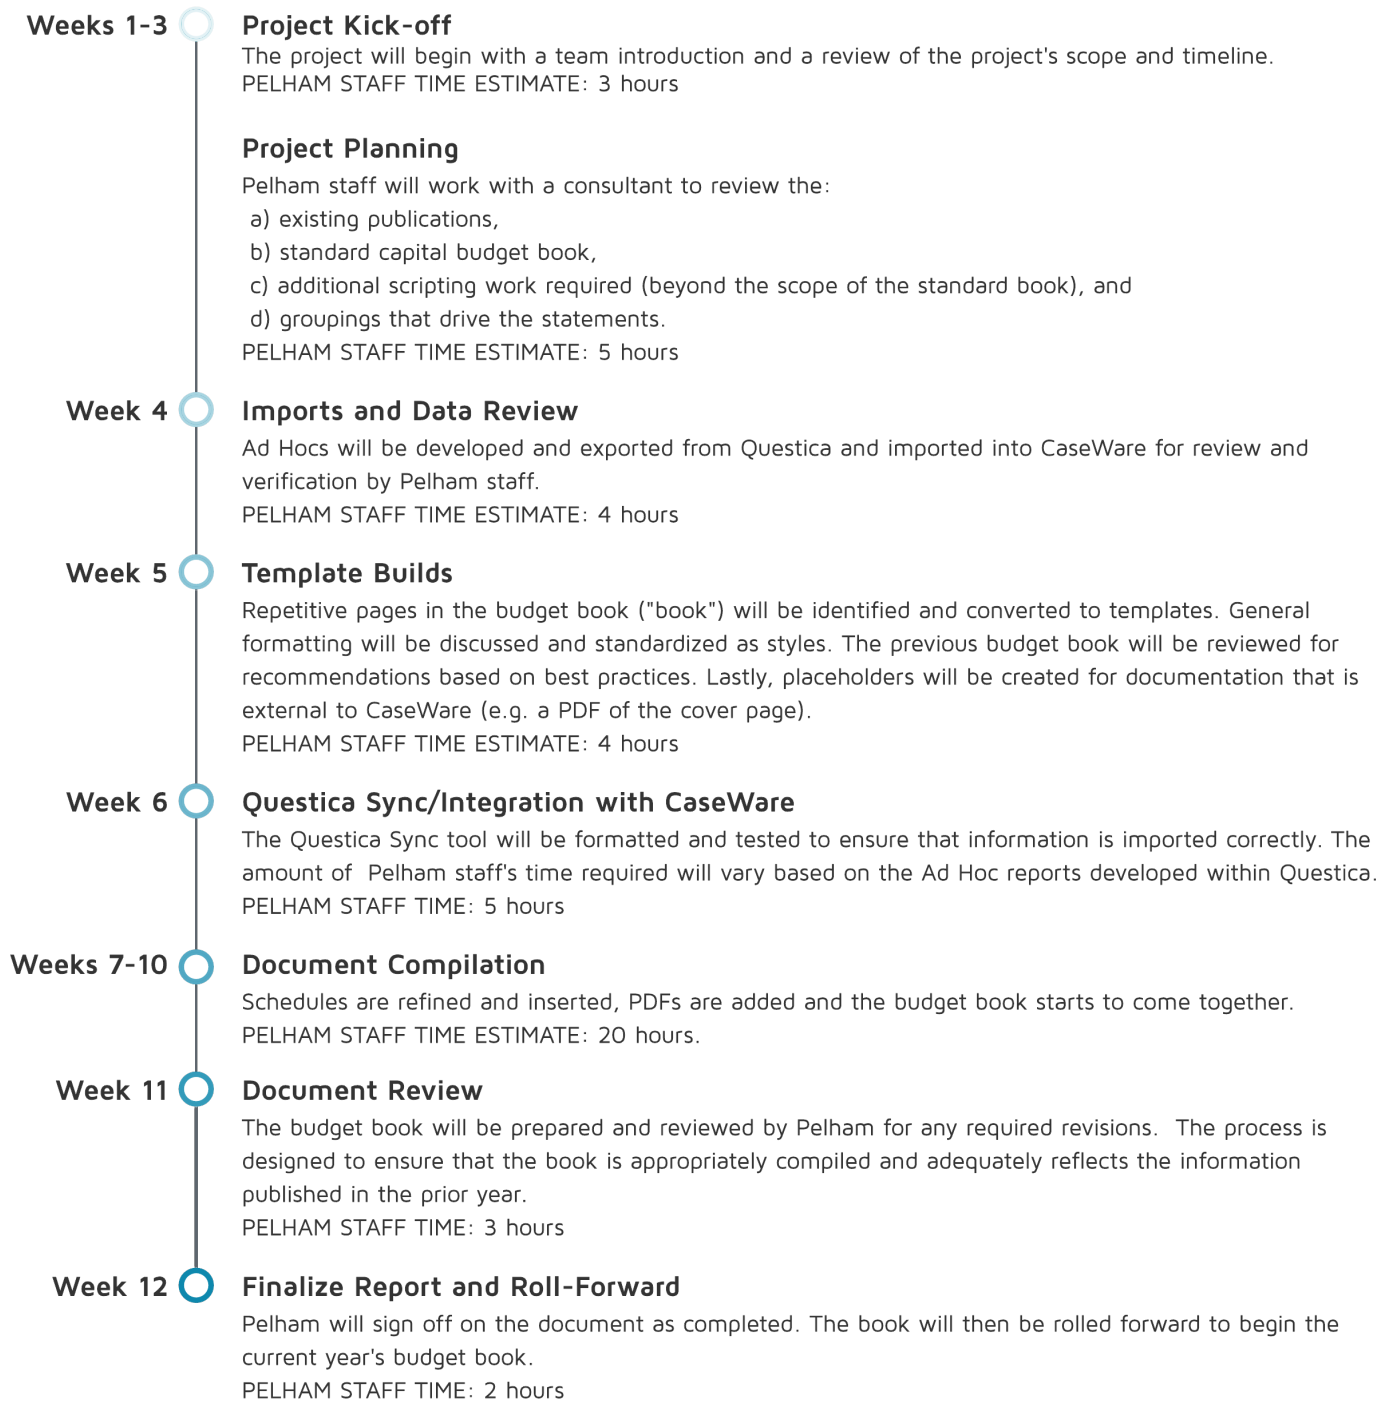 Weeks 1-3
Project Kick-off
The project will begin with a team introduction and a review of the project's scope and timeline.
PELHAM STAFF TIME ESTIMATE: 3 hours
Project Planning
Pelham staff will work with a consultant to review the:
a) existing publications,
b) standard capital budget book,
c) additional scripting work required (beyond the scope of the standard book), and
d) groupings that drive the statements.
PELHAM STAFF TIME ESTIMATE: 5 hours
Week 4
Imports and Data Review
Ad Hocs will be developed and exported from Questica and imported into CaseWare for review and
verification by Pelham staff.
PELHAM STAFF TIME ESTIMATE: 4 hours
Week 5
Template Builds
Repetitive pages in the budget book ("book") will be identified and converted to templates. General
formatting will be discussed and standardized as styles. The previous budget book will be reviewed for
recommendations based on best practices. Lastly, placeholders will be created for documentation that is
external to CaseWare (e.g. a PDF of the cover page).
PELHAM STAFF TIME ESTIMATE: 4 hours
Week 6
Questica Sync/Integration with CaseWare
The Questica Sync tool will be formatted and tested to ensure that information is imported correctly. The
amount of  Pelham staff's time required will vary based on the Ad Hoc reports developed within Questica.
PELHAM STAFF TIME: 5 hours
Weeks 7-10
Document Compilation
Schedules are refined and inserted, PDFs are added and the budget book starts to come together.
PELHAM STAFF TIME ESTIMATE: 20 hours.
Week 11
Document Review
The budget book will be prepared and reviewed by Pelham for any required revisions.  The process is
designed to ensure that the book is appropriately compiled and adequately reflects the information
published in the prior year.
PELHAM STAFF TIME: 3 hours
Week 12
Finalize Report and Roll-Forward
Pelham will sign off on the document as completed. The book will then be rolled forward to begin the
current year's budget book.
PELHAM STAFF TIME: 2 hours